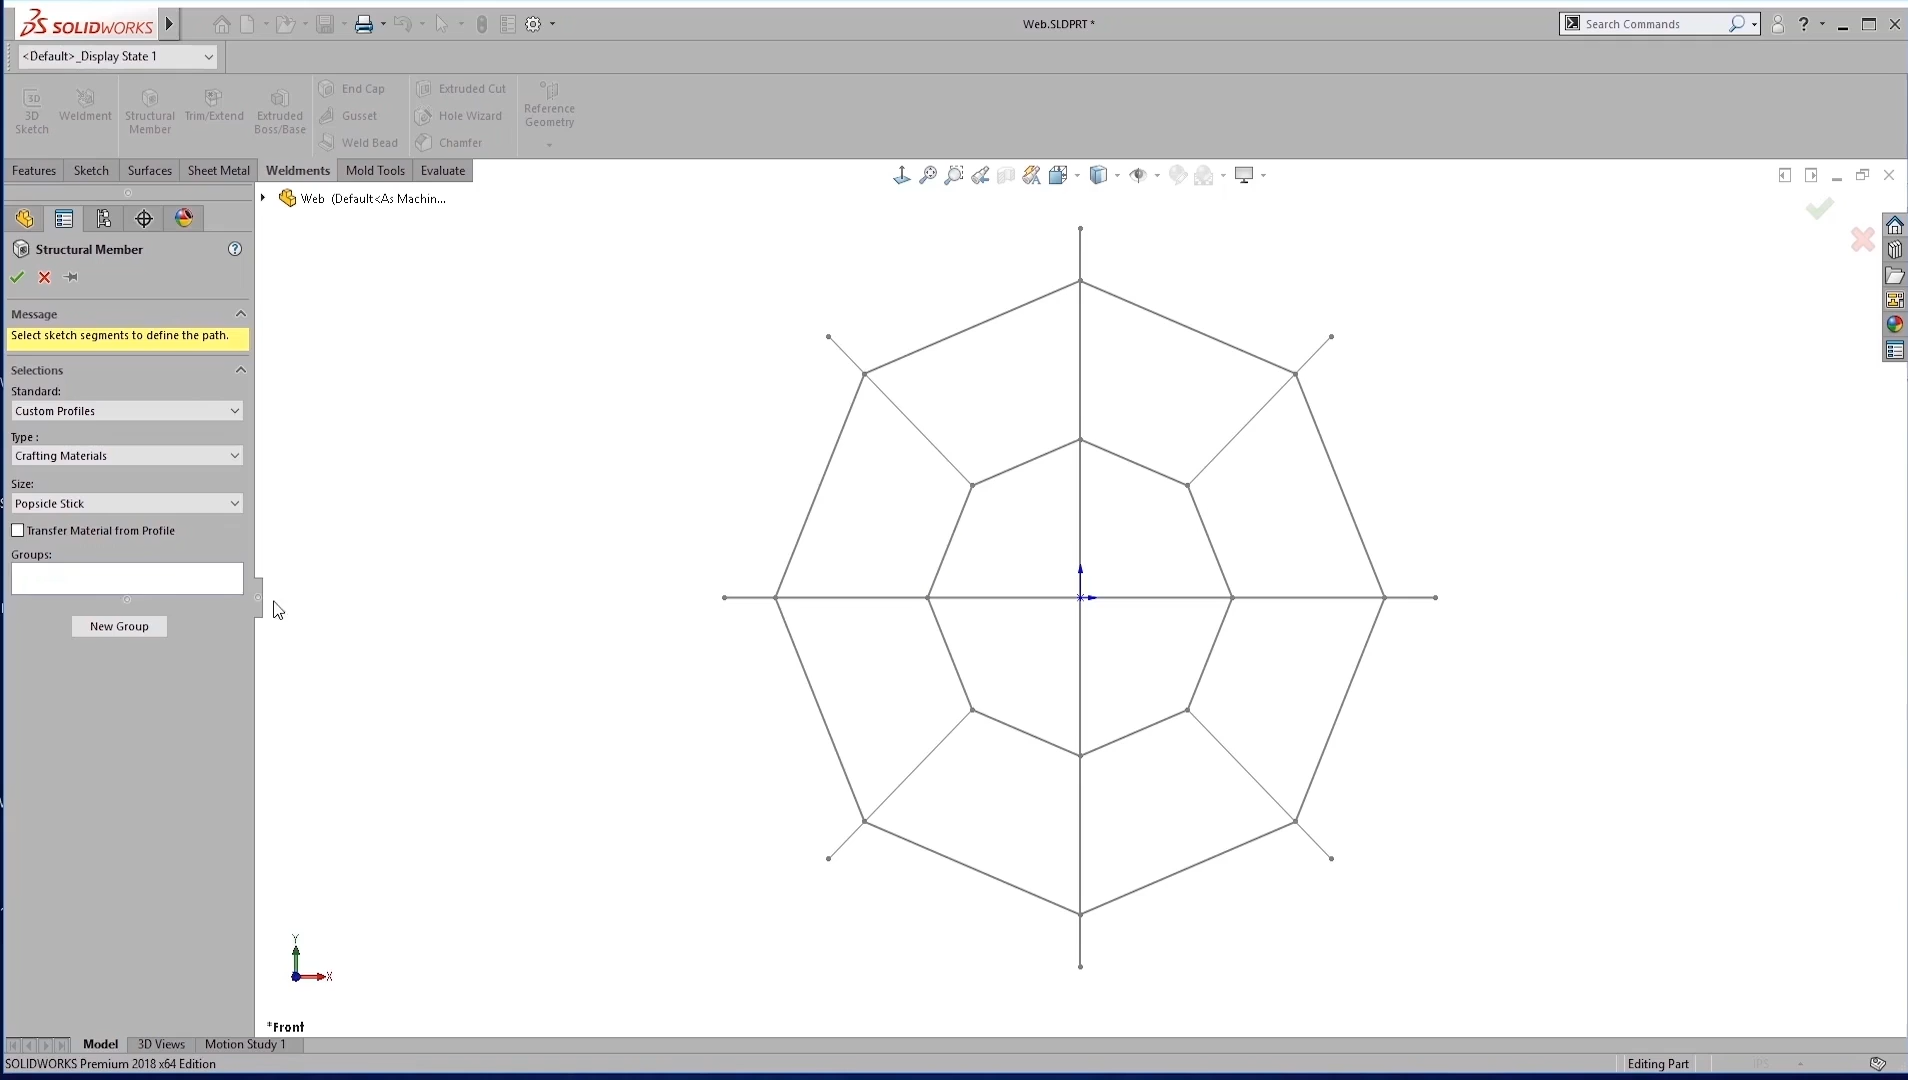 SOLIDWORKS
Web.SLDPRT *
Search Commands
?
<Default>_Display State 1
3D
3D Sketch
Weldment
Structural Member
Trim/Extend
Extruded Boss/Base
End Cap
Gusset
Weld Bead
Extruded Cut
Hole Wizard
Chamfer
Reference Geometry
Features
Sketch
Surfaces
Sheet Metal
Weldments
Mold Tools
Evaluate
Web (Default<As Machin...
Structural Member
?
Message
Select sketch segments to define the path.
Selections
Standard:
Custom Profiles
Type :
Crafting Materials
Size:
Popsicle Stick
Transfer Material from Profile
Groups:
New Group
Y
X
*Front
Model
3D Views
Motion Study 1
SOLIDWORKS Premium 2018 x64 Edition
Editing Part
IPS